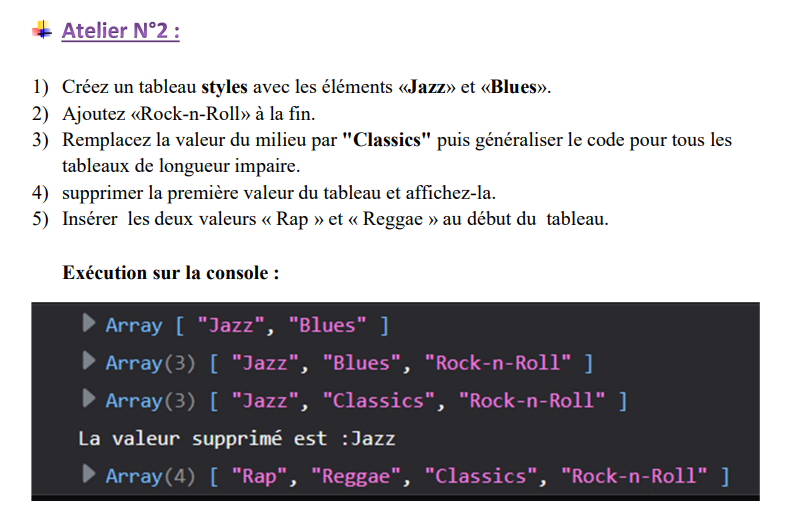 Atelier N°2 :
1) Créez un tableau styles avec les éléments «Jazz» et «Blues».
2) Ajoutez «Rock-n-Roll» à la fin.
3) Remplacez la valeur du milieu par "Classics" puis généraliser le code pour tous les
tableaux de longueur impaire.
4) supprimer la première valeur du tableau et affichez-la.
5) Insérer les deux valeurs « Rap » et « Reggae » au début du tableau.
Exécution sur la console :
Array [ "Jazz", "Blues" ]
Array(3) [ "Jazz", "Blues", "Rock-n-Roll" ]
Array(3) [ "Jazz", "Classics", "Rock-n-Roll" ]
La valeur supprimé est :Jazz
Array(4) [ "Rap", "Reggae", "Classics", "Rock-n-Roll" ]